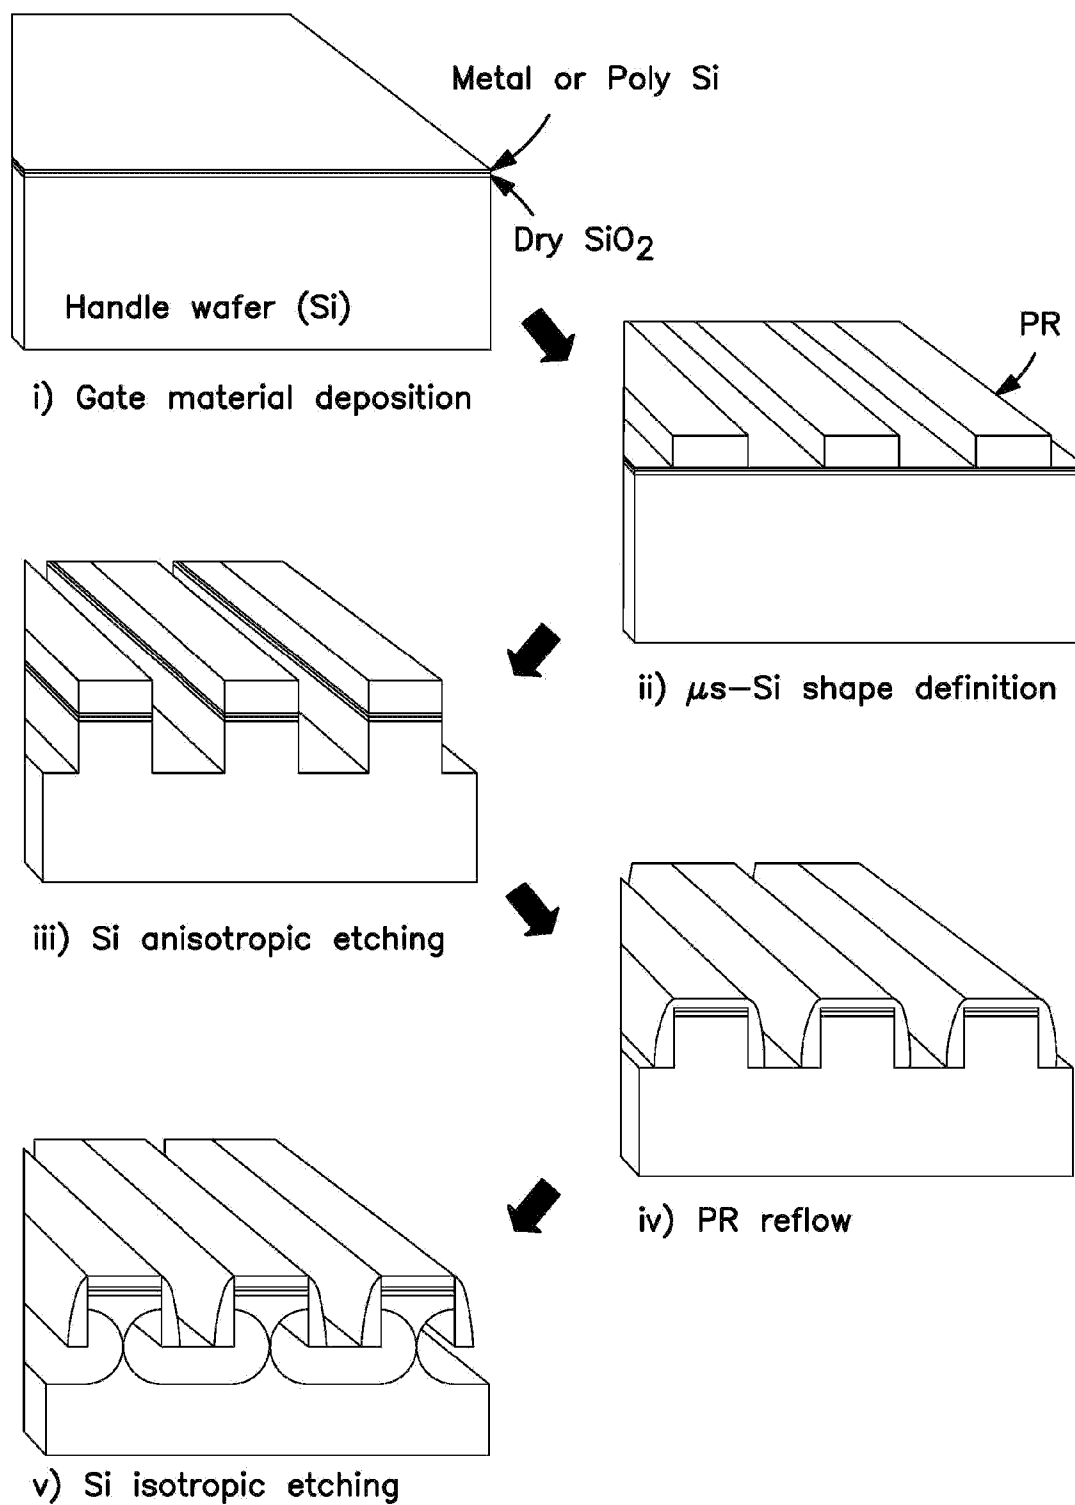 Metal or Poly Si
Dry SiO₂
Handle wafer (Si)
i) Gate material deposition
PR
ii) μs-Si shape definition
iii) Si anisotropic etching
iv) PR reflow
v) Si isotropic etching